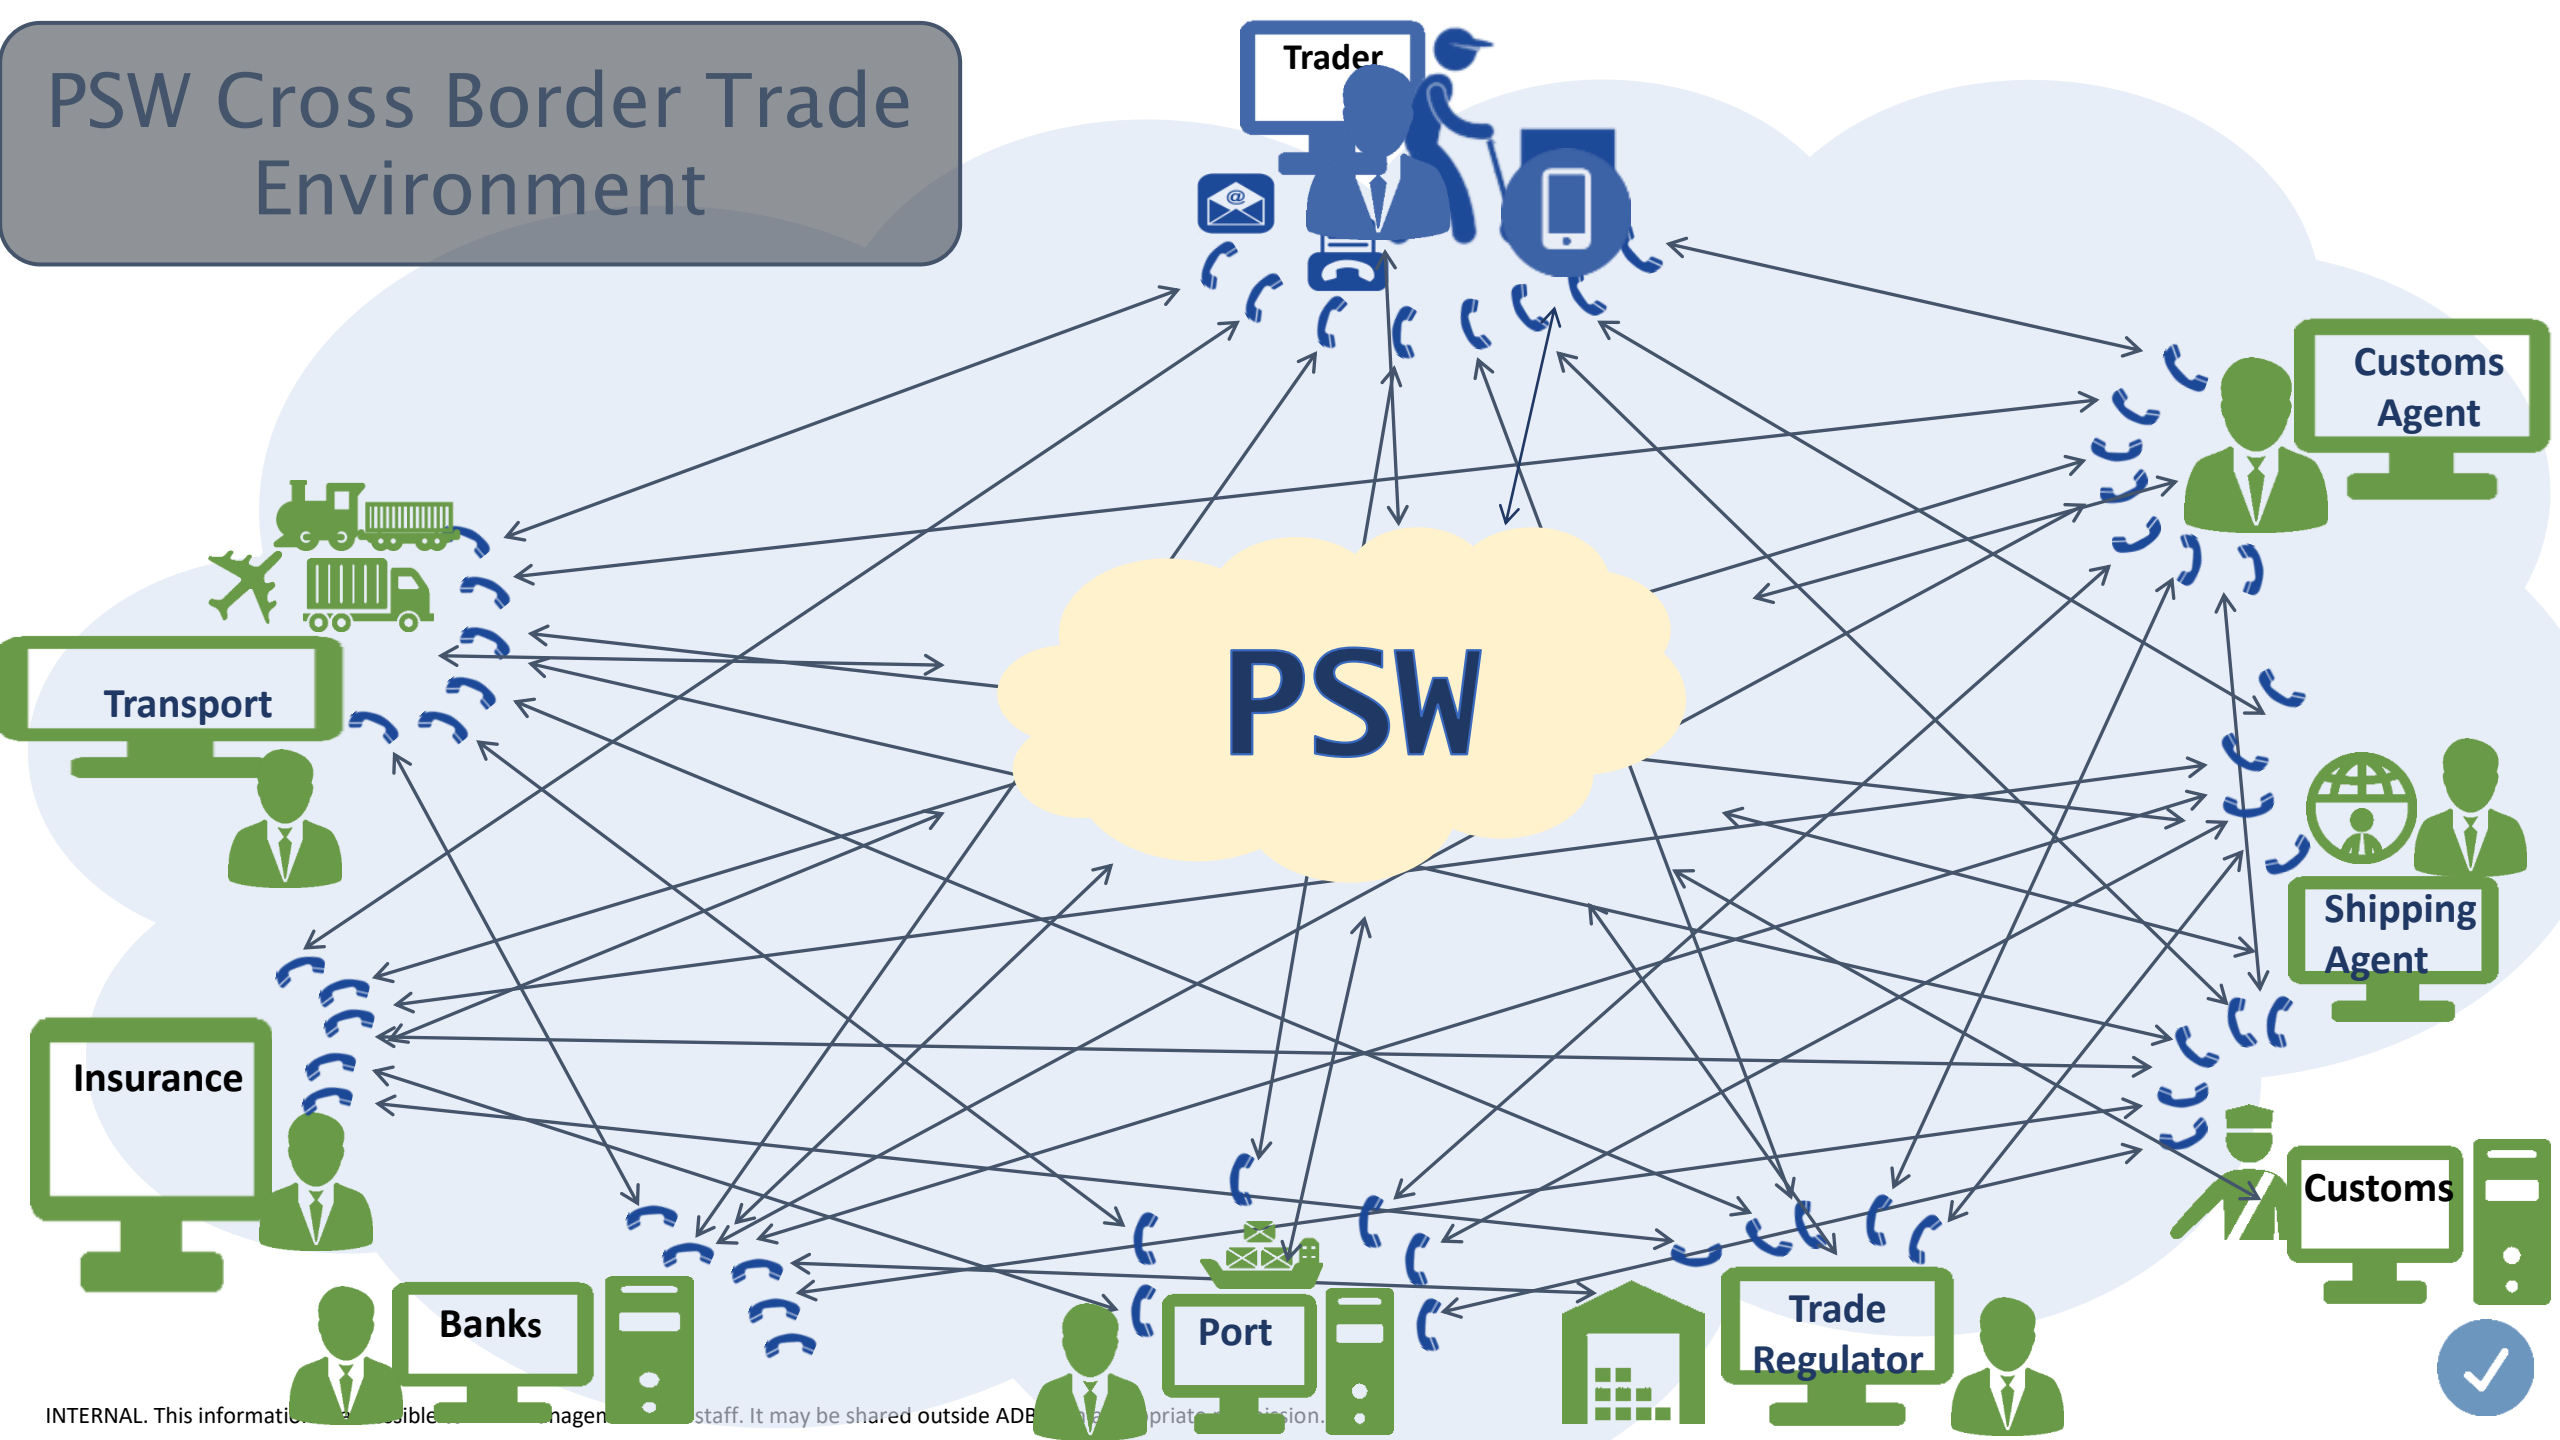 PSW Cross Border Trade
Environment
Trader
Customs
Agent
Transport
PSW
Shipping
Agent
Insurance
Customs
Banks
Port
Trade
Regulator
INTERNAL. This staff. It may be shared outside ADB